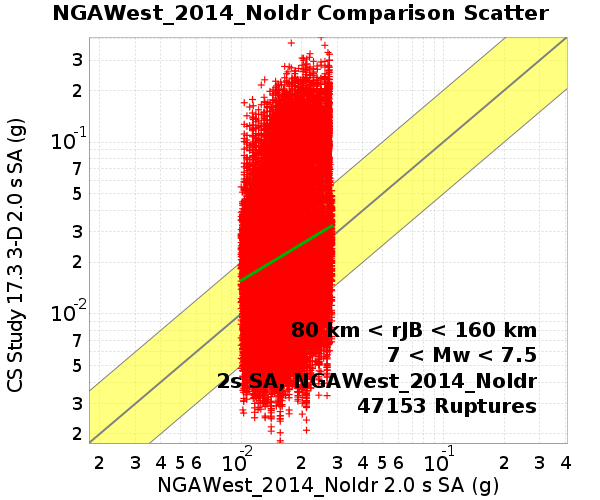 NGAWest_2014_NoIdr Comparison Scatter
CS Study 17.3 3-D 2.0 s SA (g)
3
2
10^-1
7
5
3
2
10^-2
7
5
3
2
80 km < rJB < 160 km
7 < Mw < 7.5
2s SA, NGAWest_2014_NoIdr
47153 Ruptures
2 3 4 5 6 10^-2 2 3 4 5 6 10^-1 2 3 4
NGAWest_2014_NoIdr 2.0 s SA (g)